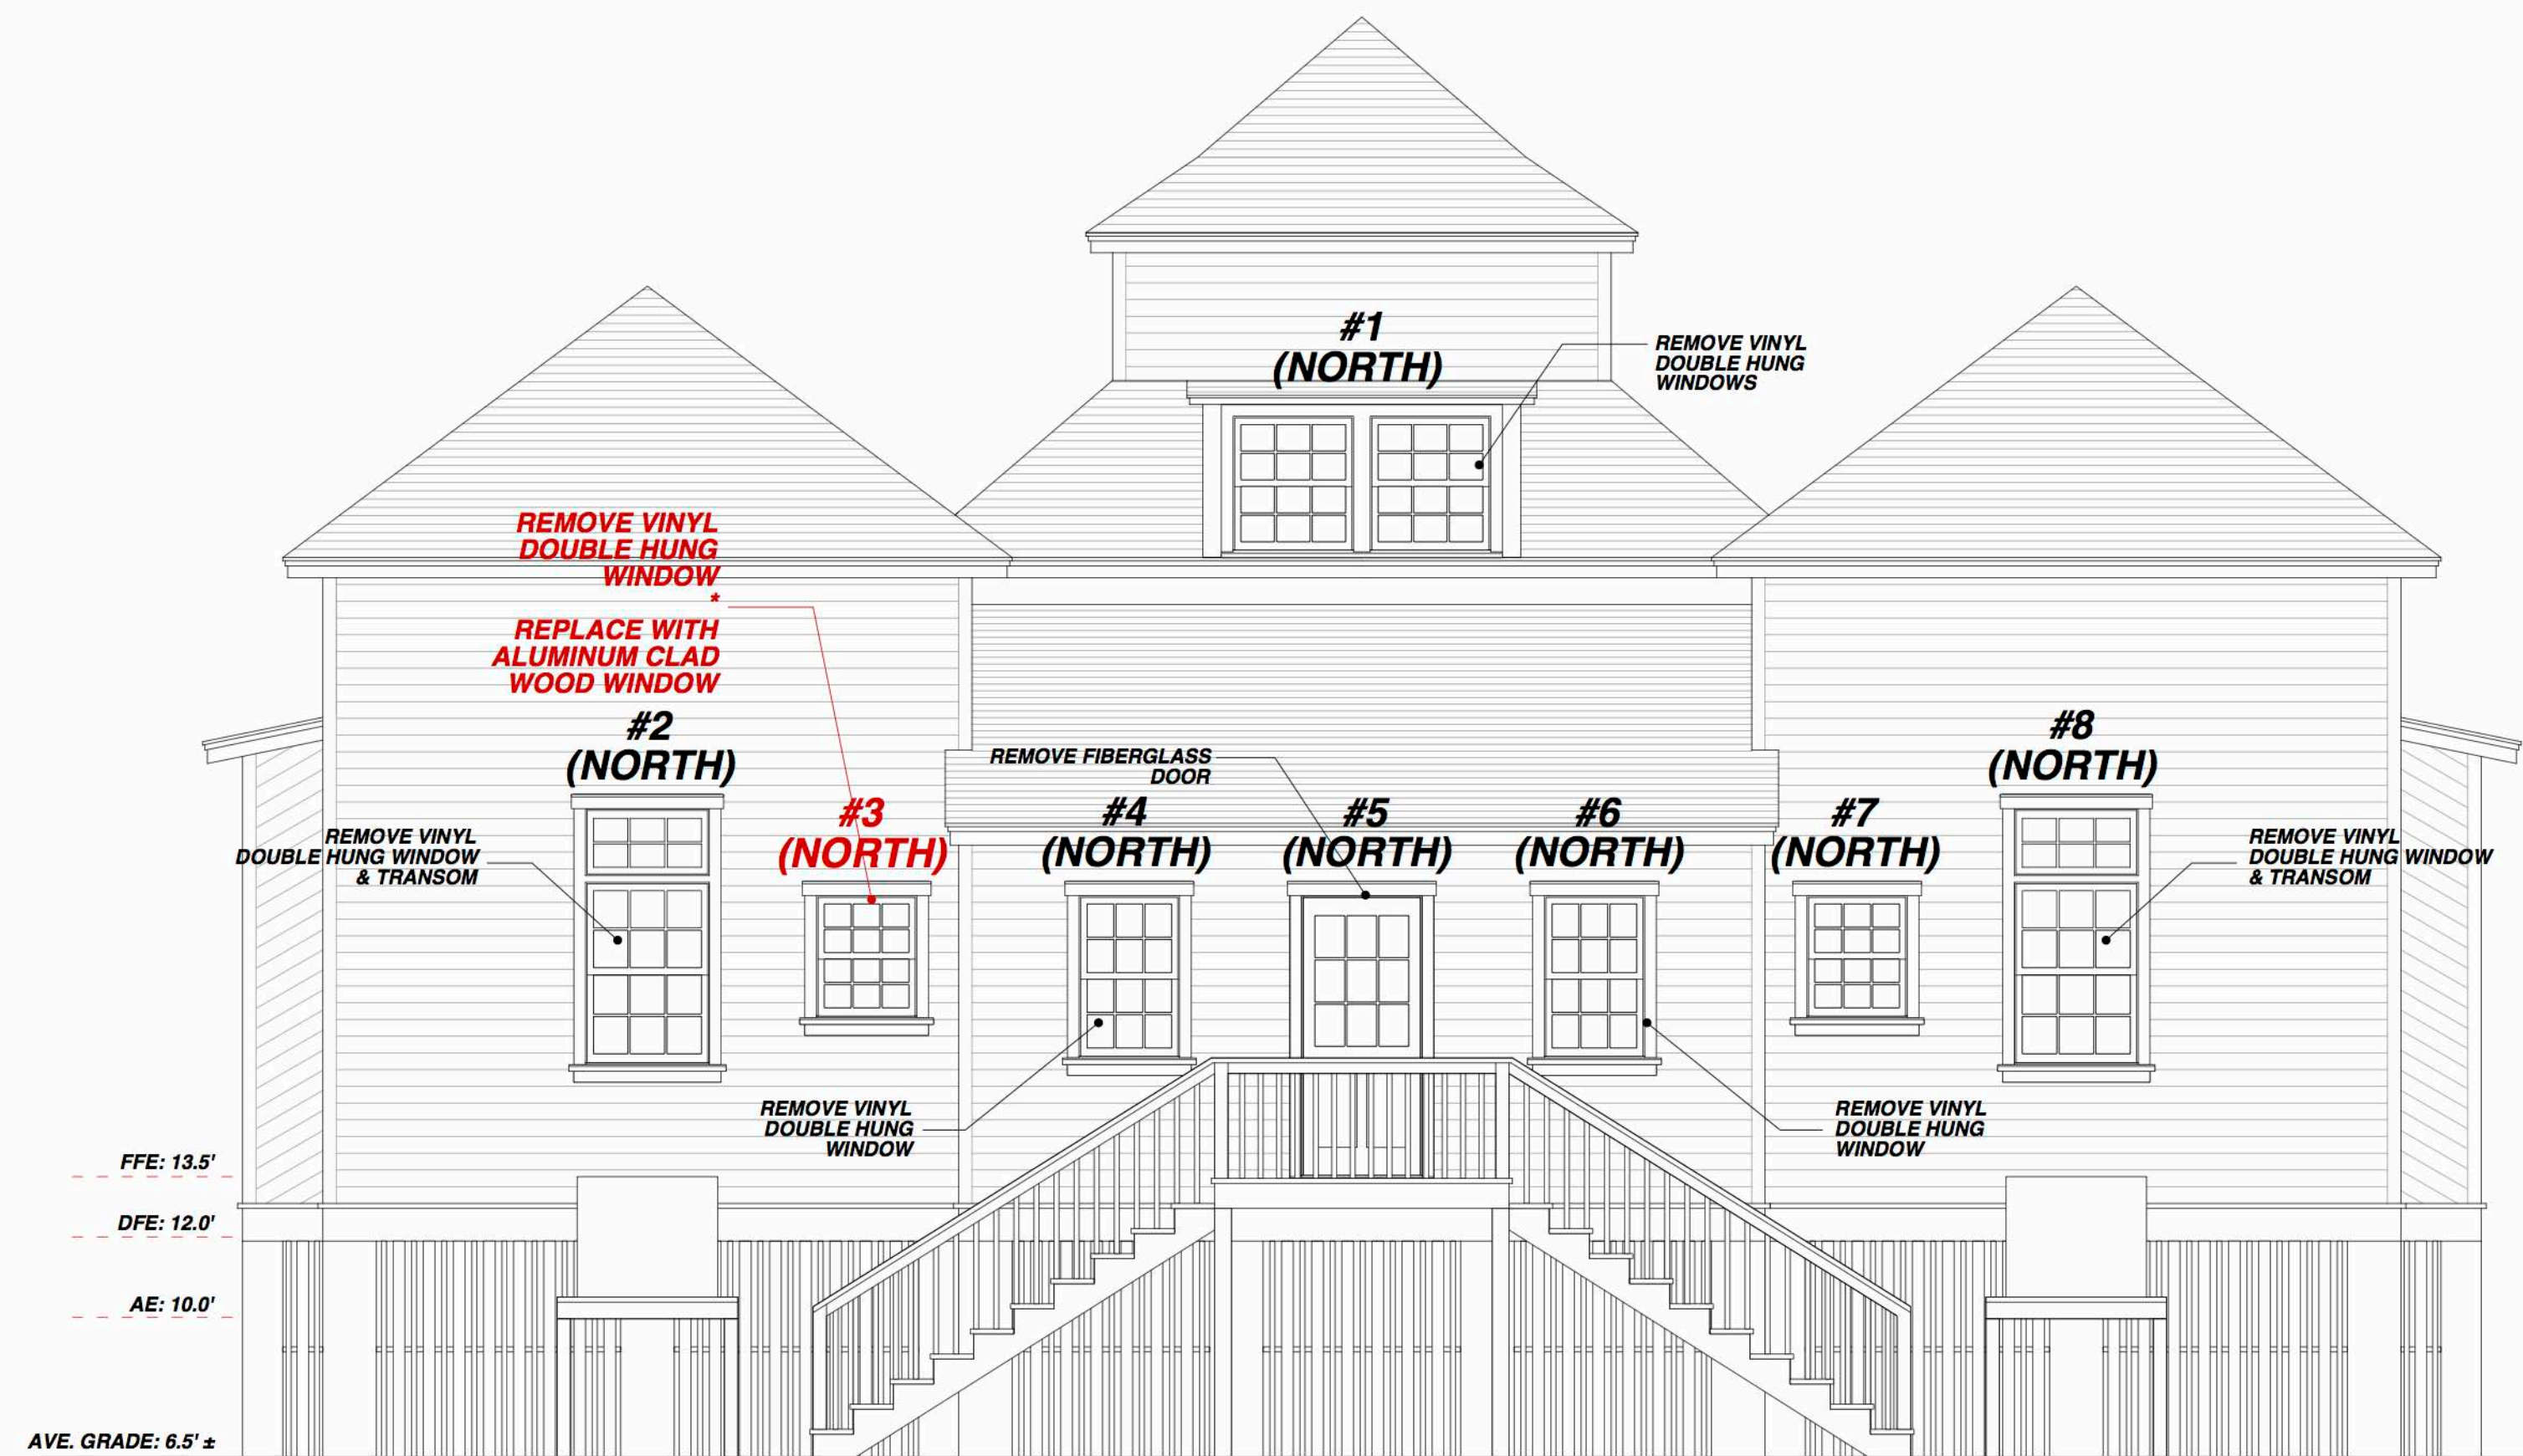 #1
(NORTH)
REMOVE VINYL
DOUBLE HUNG
WINDOWS
REMOVE VINYL
DOUBLE HUNG
WINDOW
*
REPLACE WITH
ALUMINUM CLAD
WOOD WINDOW
#2
(NORTH)
REMOVE VINYL
DOUBLE HUNG WINDOW
& TRANSOM
#3
(NORTH)
#4
(NORTH)
REMOVE VINYL
DOUBLE HUNG
WINDOW
REMOVE FIBERGLASS
DOOR
#5
(NORTH)
#6
(NORTH)
REMOVE VINYL
DOUBLE HUNG
WINDOW
#7
(NORTH)
#8
(NORTH)
REMOVE VINYL
DOUBLE HUNG WINDOW
& TRANSOM
FFE: 13.5'
DFE: 12.0'
AE: 10.0'
AVE. GRADE: 6.5' ±